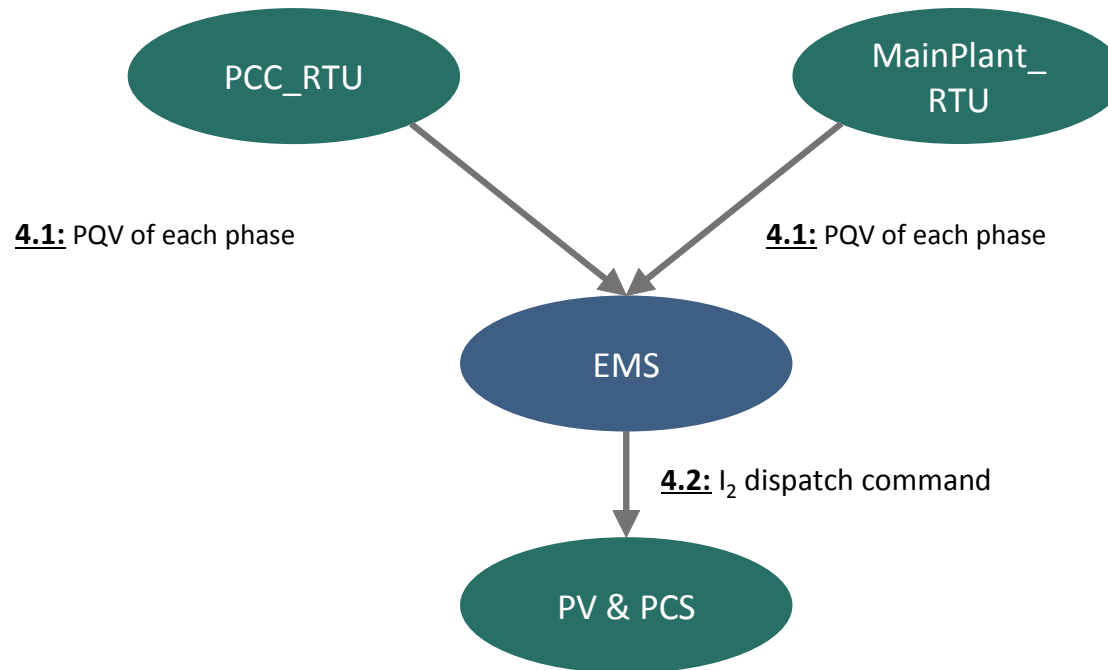 PCC_RTU
MainPlant_
RTU
4.1: PQV of each phase
4.1: PQV of each phase
EMS
4.2: I₂ dispatch command
PV & PCS